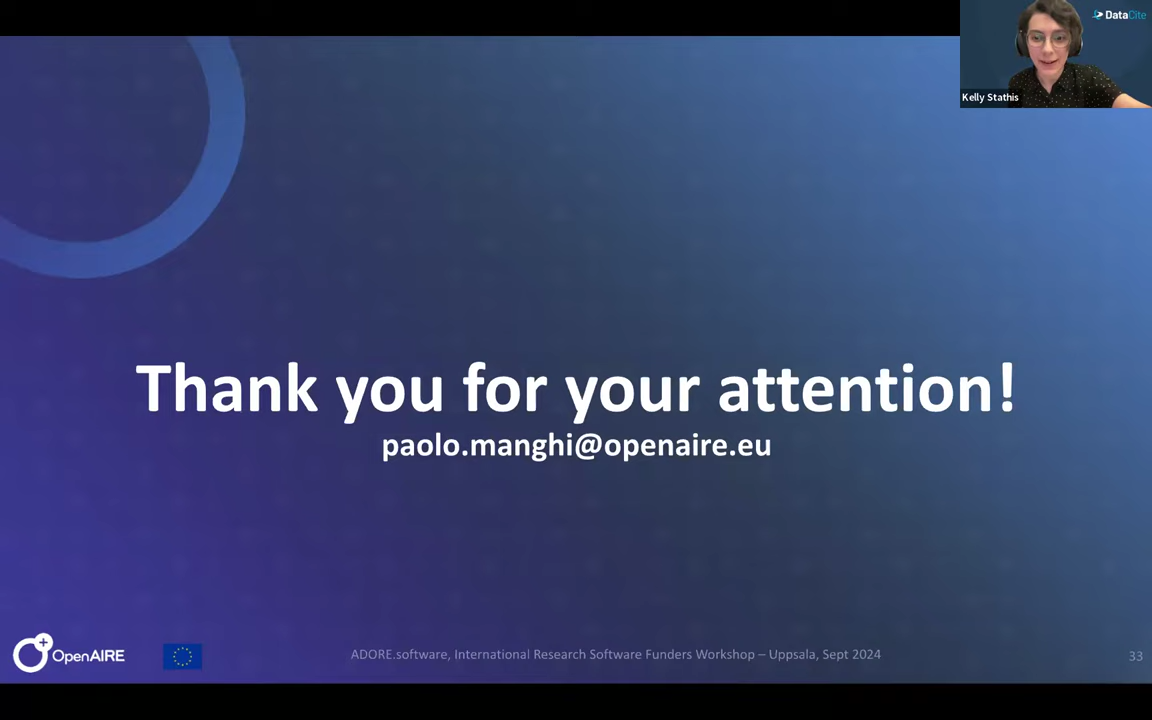 DataCite
Kelly Stathis
Thank you for your attention!
paolo.manghi@openaire.eu
OpenAIRE
ADORE.software, International Research Software Funders Workshop – Uppsala, Sept 2024
33